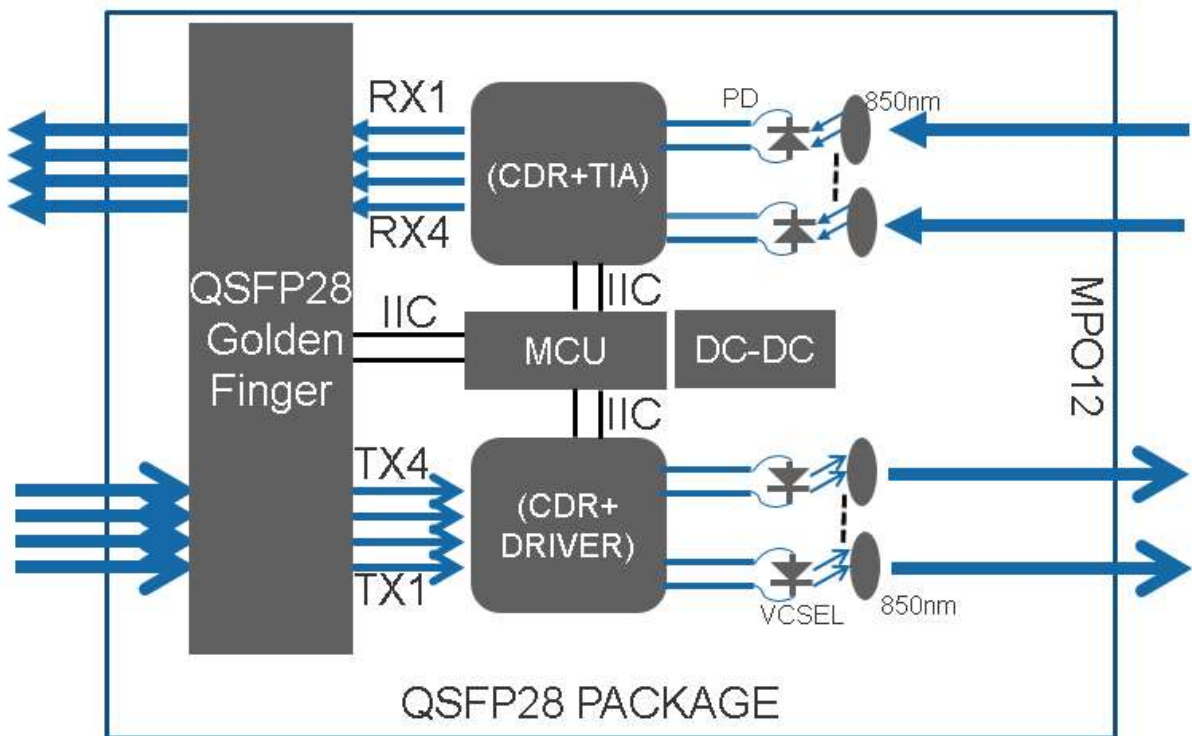 RX1
PD
850nm
(CDR+TIA)
RX4
QSFP28
Golden
Finger
IIC
IIC
MCU
DC-DC
MPO12
IIC
TX4
(CDR+
DRIVER)
TX1
VCSEL
850nm
QSFP28 PACKAGE